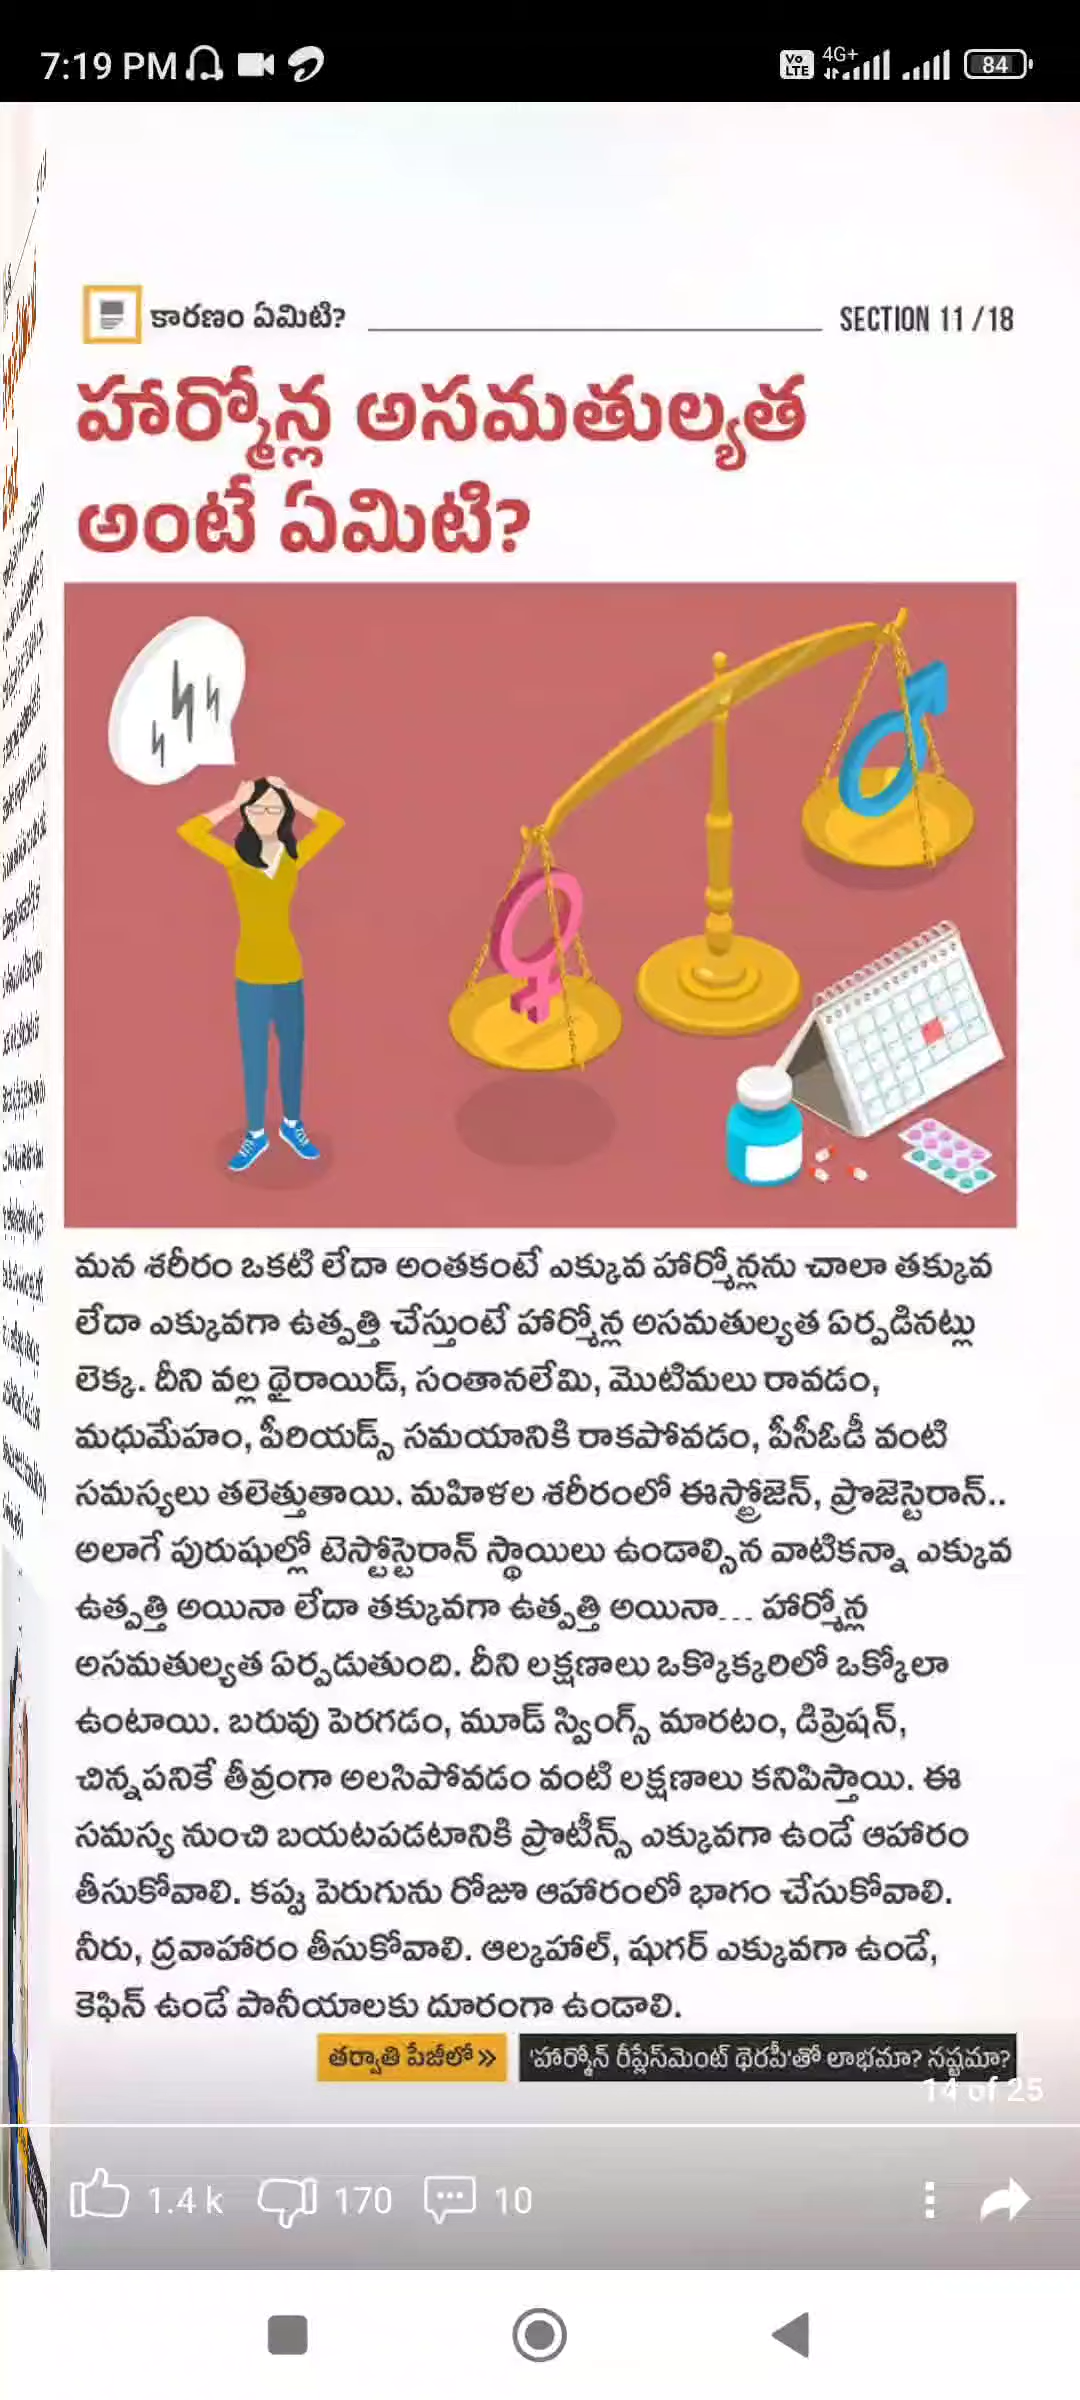 7:19 PM
Vo LTE 4G+ 84
కారణం ఏమిటి?
SECTION 11 / 18
హార్మోన్ల అసమతుల్యత
అంటే ఏమిటి?
మన శరీరం ఒకటి లేదా అంతకంటే ఎక్కువ హార్మోన్లను చాలా తక్కువ
లేదా ఎక్కువగా ఉత్పత్తి చేస్తుంటే హార్మోన్ల అసమతుల్యత ఏర్పడినట్లు
లెక్క. దీని వల్ల థైరాయిడ్, సంతానలేమి, మొటిమలు రావడం,
మధుమేహం, పీరియడ్స్ సమయానికి రాకపోవడం, పీసీఓడీ వంటి
సమస్యలు తలెత్తుతాయి. మహిళల శరీరంలో ఈస్ట్రోజెన్, ప్రొజెస్టెరాన్..
అలాగే పురుషుల్లో టెస్టోస్టెరాన్ స్థాయిలు ఉండాల్సిన వాటికన్నా ఎక్కువ
ఉత్పత్తి అయినా లేదా తక్కువగా ఉత్పత్తి అయినా... హార్మోన్ల
అసమతుల్యత ఏర్పడుతుంది. దీని లక్షణాలు ఒక్కొక్కరిలో ఒక్కోలా
ఉంటాయి. బరువు పెరగడం, మూడ్ స్వింగ్స్ మారటం, డిప్రెషన్,
చిన్నపనికే తీవ్రంగా అలసిపోవడం వంటి లక్షణాలు కనిపిస్తాయి. ఈ
సమస్య నుంచి బయటపడటానికి ప్రొటీన్స్ ఎక్కువగా ఉండే ఆహారం
తీసుకోవాలి. కప్పు పెరుగును రోజూ ఆహారంలో భాగం చేసుకోవాలి.
నీరు, ద్రవాహారం తీసుకోవాలి. ఆల్కహాల్, షుగర్ ఎక్కువగా ఉండే,
కెఫిన్ ఉండే పానీయాలకు దూరంగా ఉండాలి.
తర్వాతి పేజీలో >> 'హార్మోన్ రీప్లేస్‌మెంట్ థెరపీ'తో లాభమా? నష్టమా?
14 of 25
1.4 k 170 10